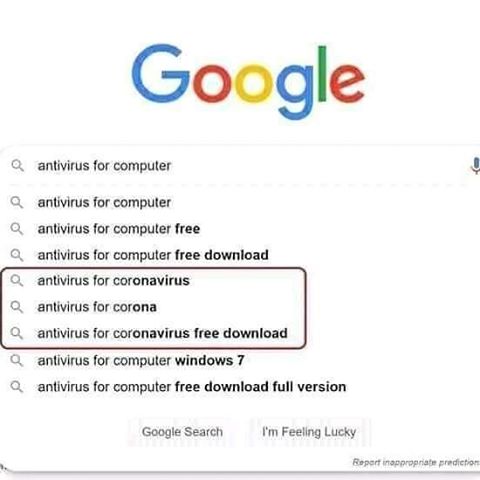 Google
antivirus for computer
antivirus for computer
antivirus for computer free
antivirus for computer free download
antivirus for coronavirus
antivirus for corona
antivirus for coronavirus free download
antivirus for computer windows 7
antivirus for computer free download full version
Google Search
I'm Feeling Lucky
Report inappropriate prediction